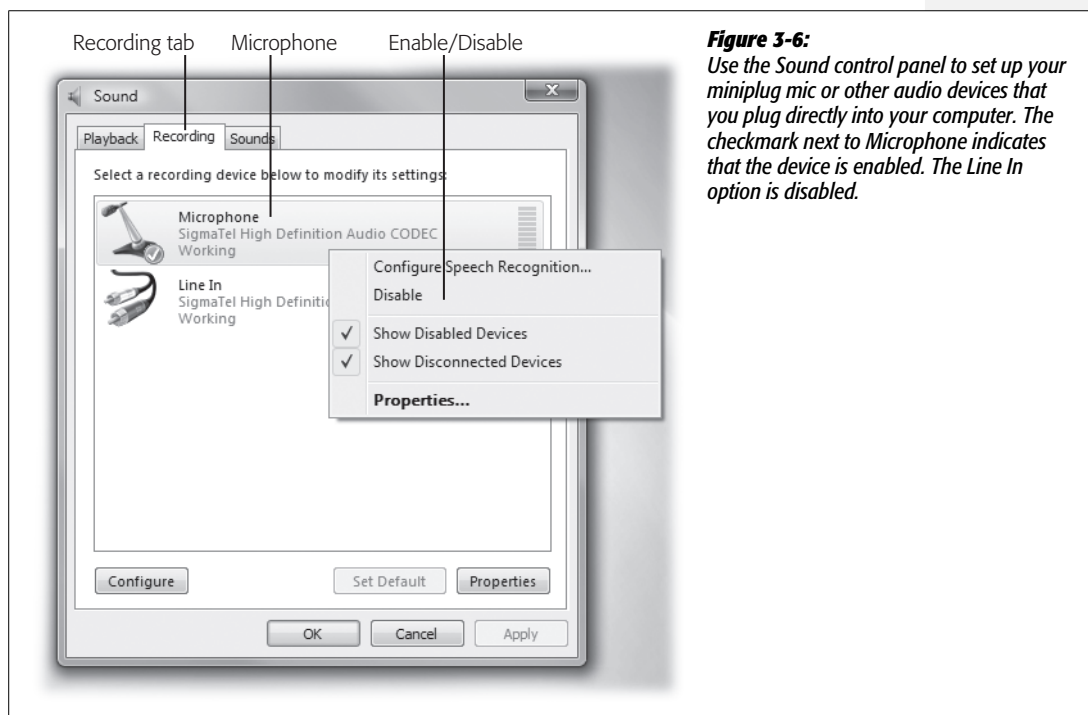 Recording tab Microphone Enable/Disable
Sound
Playback Recording Sounds
Select a recording device below to modify its settings:
Microphone
SigmaTel High Definition Audio CODEC
Working
Line In
SigmaTel High Definitio
Working
Configure Speech Recognition...
Disable
Show Disabled Devices
Show Disconnected Devices
Properties...
Configure Set Default Properties
OK Cancel Apply
Figure 3-6:
Use the Sound control panel to set up your
miniplug mic or other audio devices that
you plug directly into your computer. The
checkmark next to Microphone indicates
that the device is enabled. The Line In
option is disabled.